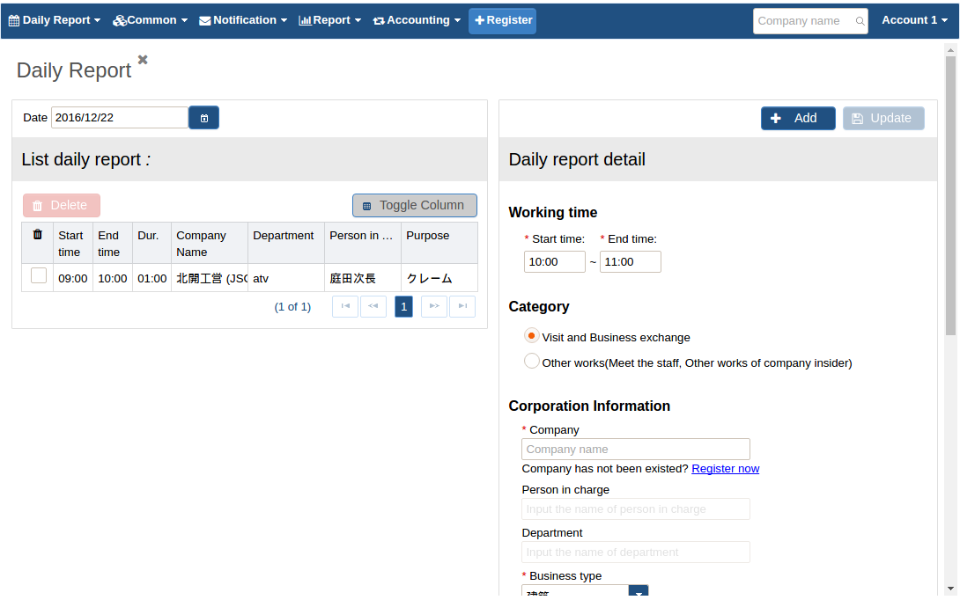 Daily Report Common Notification Report Accounting Register Company name Account 1
Daily Report
Date 2016/12/22
List daily report :
Delete Toggle Column
Start time End time Dur. Company Name Department Person in ... Purpose
09:00 10:00 01:00 北開工営 (JSC atv 庭田次長 クレーム
(1 of 1) 1
Add Update
Daily report detail
Working time
* Start time: * End time:
10:00 ~ 11:00
Category
Visit and Business exchange
Other works(Meet the staff, Other works of company insider)
Corporation Information
* Company
Company name
Company has not been existed? Register now
Person in charge
Input the name of person in charge
Department
Input the name of department
* Business type
建築